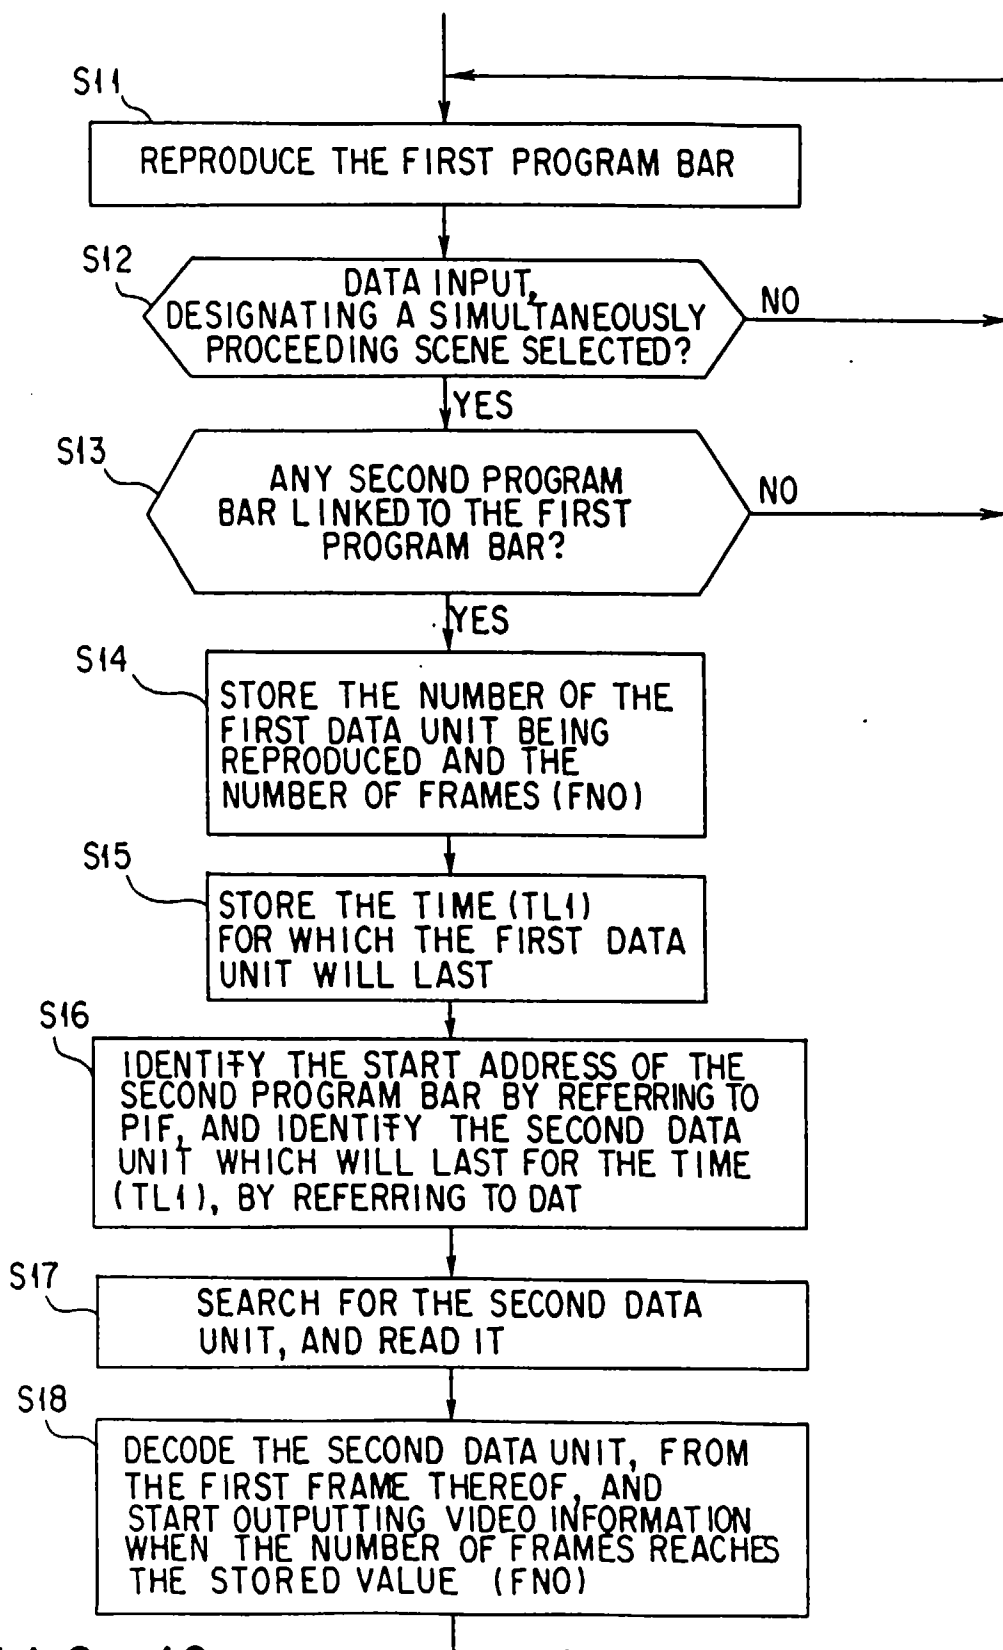 S11
REPRODUCE THE FIRST PROGRAM BAR
S12
DATA INPUT,
DESIGNATING A SIMULTANEOUSLY
PROCEEDING SCENE SELECTED?
NO
YES
S13
ANY SECOND PROGRAM
BAR LINKED TO THE FIRST
PROGRAM BAR?
NO
YES
S14
STORE THE NUMBER OF THE
FIRST DATA UNIT BEING
REPRODUCED AND THE
NUMBER OF FRAMES (FNO)
S15
STORE THE TIME (TL1)
FOR WHICH THE FIRST DATA
UNIT WILL LAST
S16
IDENTIFY THE START ADDRESS OF THE
SECOND PROGRAM BAR BY REFERRING TO
PIF, AND IDENTIFY THE SECOND DATA
UNIT WHICH WILL LAST FOR THE TIME
(TL1), BY REFERRING TO DAT
S17
SEARCH FOR THE SECOND DATA
UNIT, AND READ IT
S18
DECODE THE SECOND DATA UNIT, FROM
THE FIRST FRAME THEREOF, AND
START OUTPUTTING VIDEO INFORMATION
WHEN THE NUMBER OF FRAMES REACHES
THE STORED VALUE (FNO)